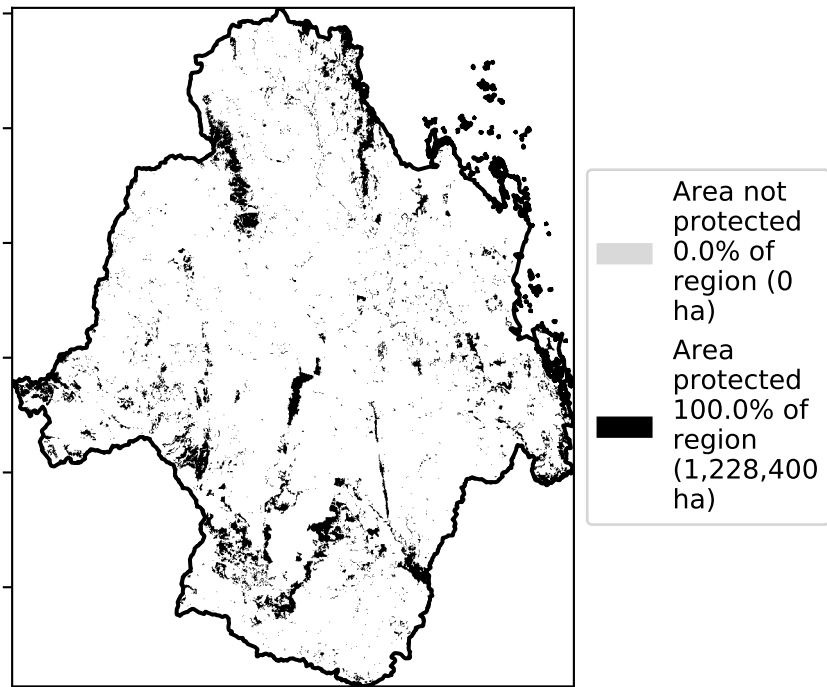 Area not
protected
0.0% of
region (0
ha)
Area
protected
100.0% of
region
(1,228,400
ha)